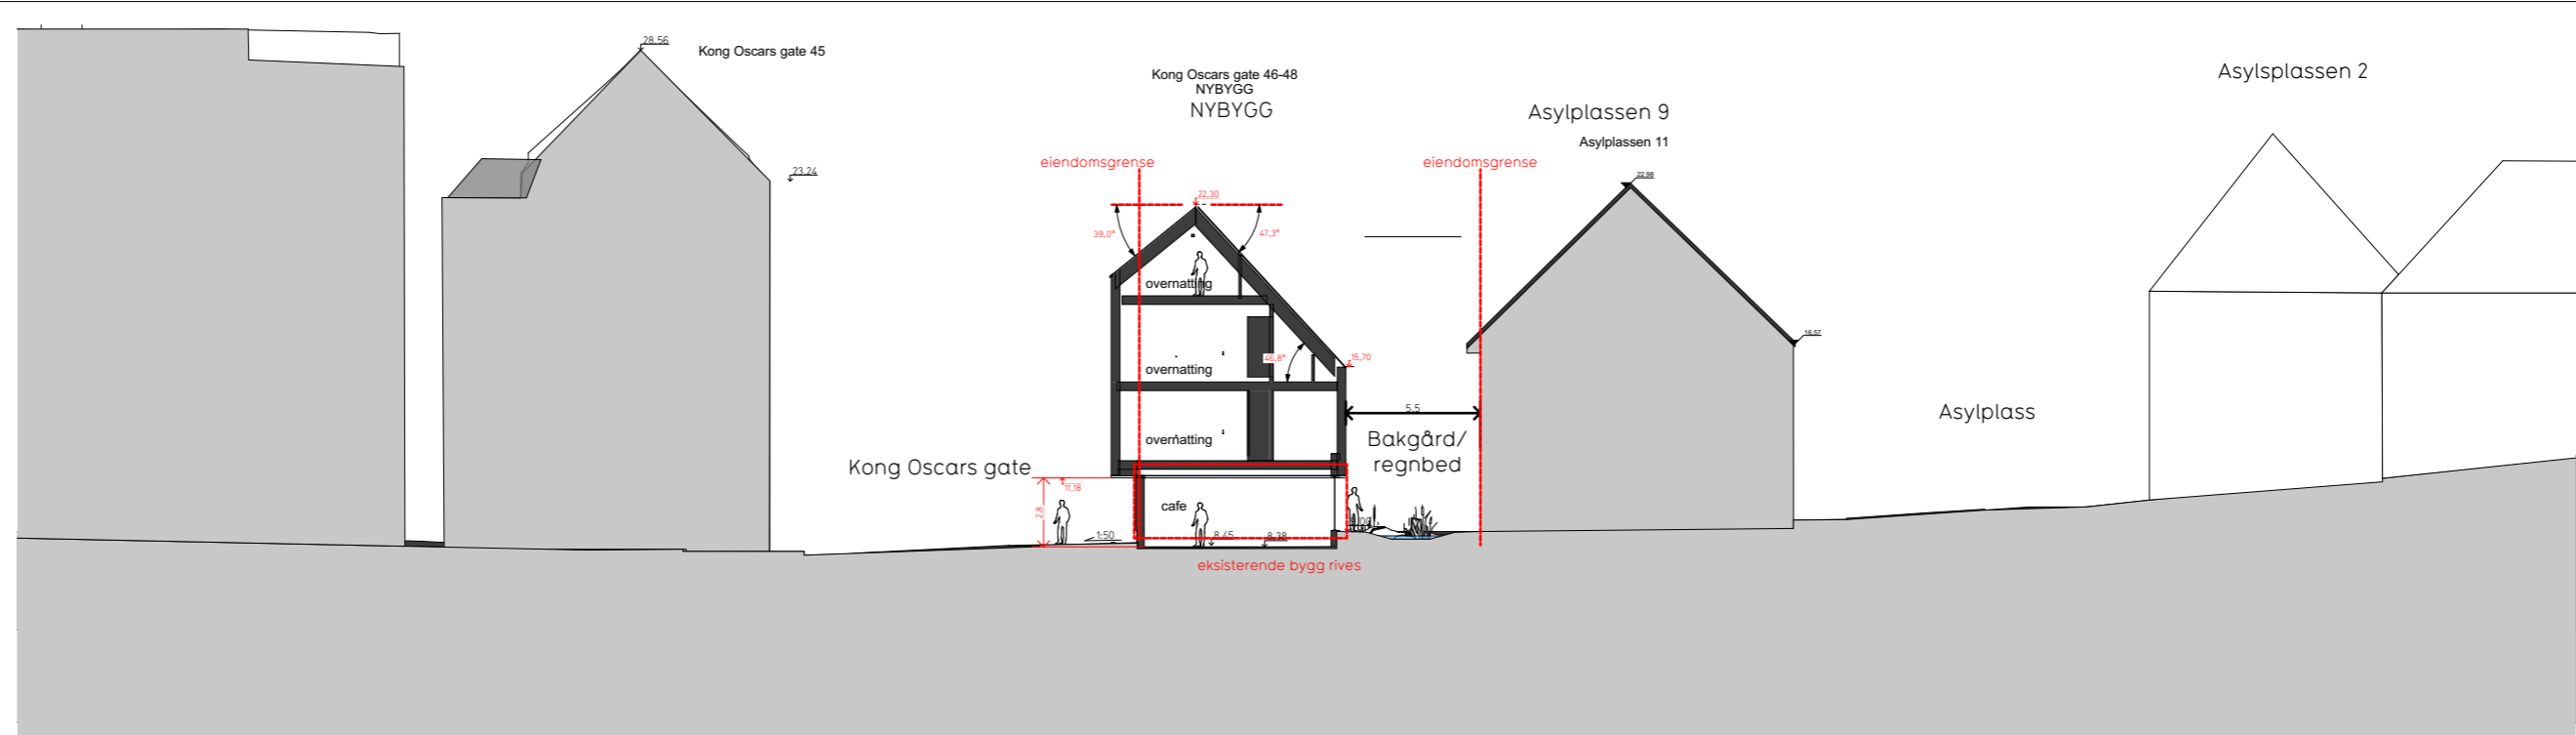 28.56
Kong Oscars gate 45
23.24
Kong Oscars gate 46-48
NYBYGG
NYBYGG
Asylplassen 9
Asylplassen 11
Asylsplassen 2
eiendomsgrense
eiendomsgrense
22.30
22.98
39.0°
47.3°
overnatting
16.57
46.8°
15.70
overnatting
5.5
Asylplass
overnatting
Bakgård/
regnbed
Kong Oscars gate
11.18
2.8
cafe
1:50
8.45
8.38
eksisterende bygg rives